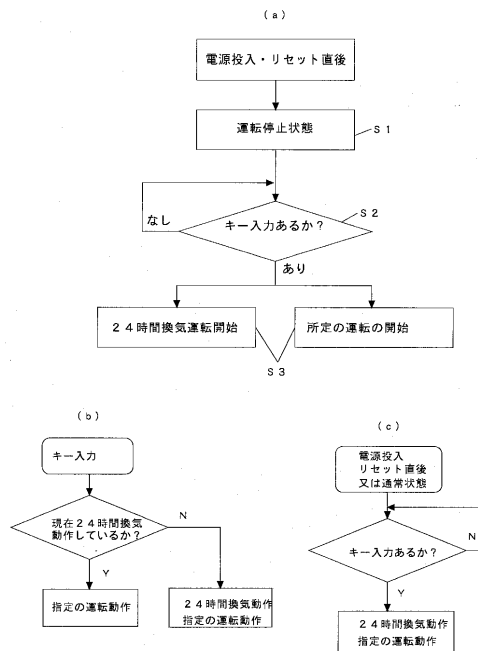 (a)
電源投入・リセット直後
運転停止状態
S1
キー入力あるか?
S2
なし
あり
24時間換気運転開始
所定の運転の開始
S3
(b)
キー入力
現在24時間換気
動作しているか?
N
Y
指定の運転動作
24時間換気動作
指定の運転動作
(c)
電源投入
リセット直後
又は通常状態
キー入力あるか?
N
Y
24時間換気動作
指定の運転動作